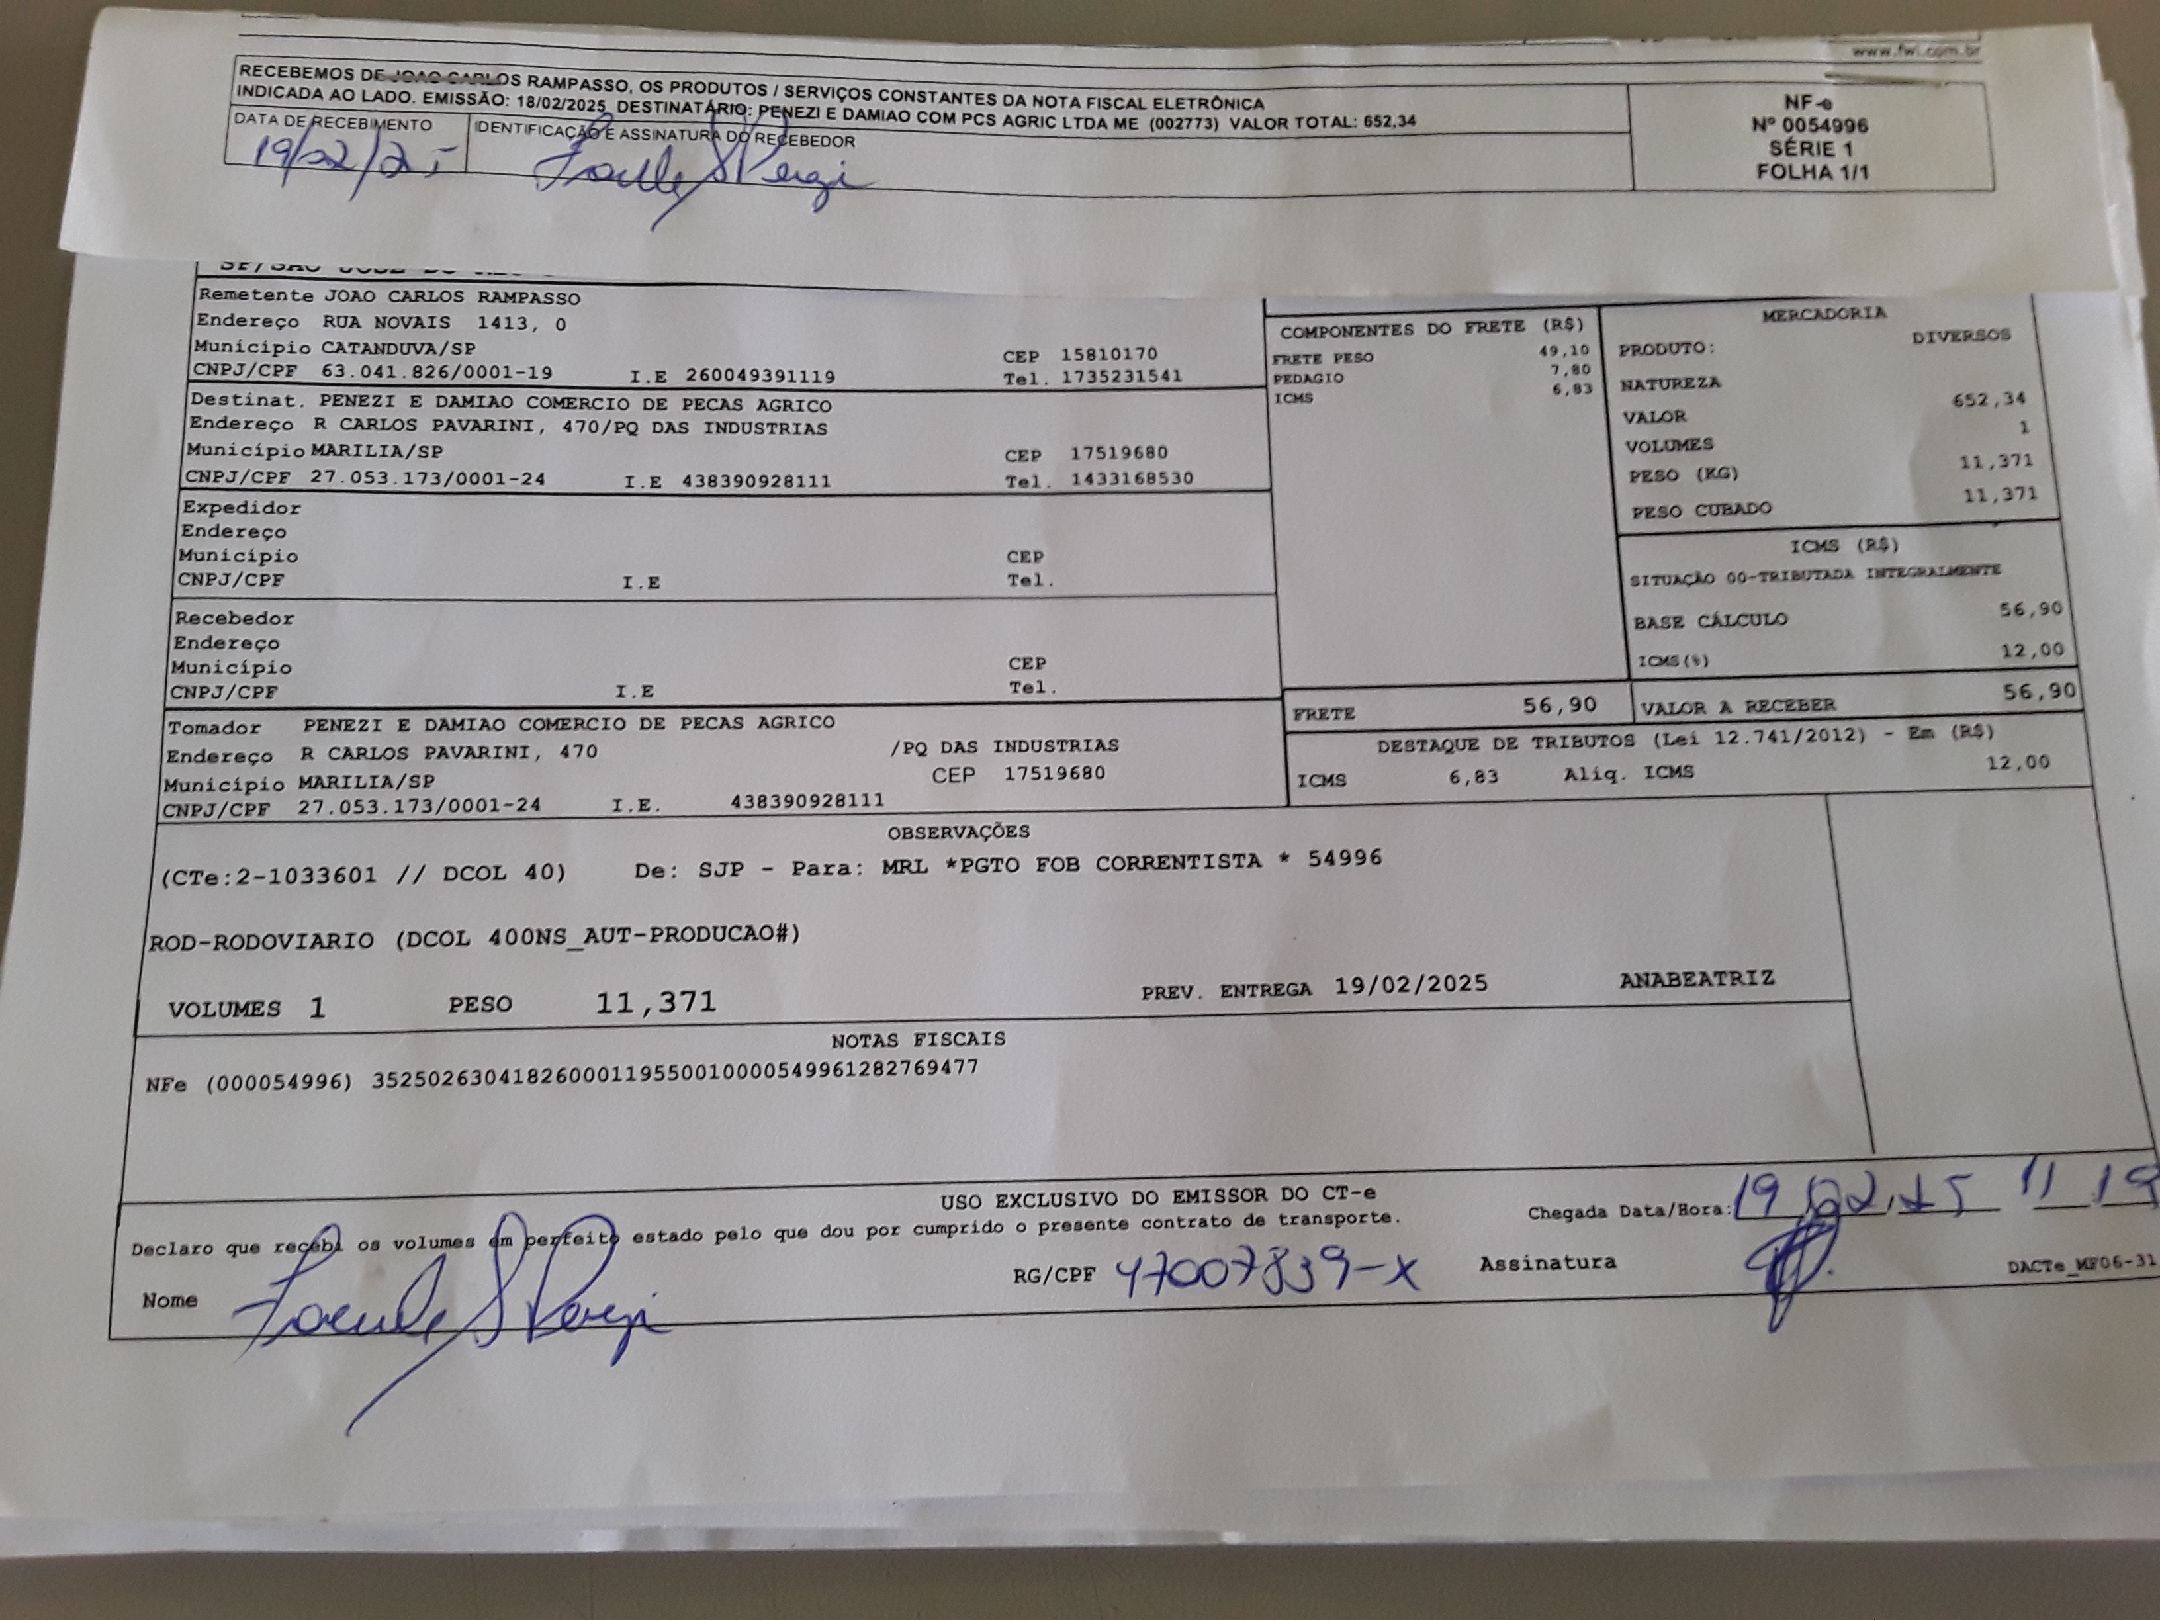 www.fwi.com.br
RECEBEMOS DE JOAO CARLOS RAMPASSO, OS PRODUTOS / SERVIÇOS CONSTANTES DA NOTA FISCAL ELETRÔNICA
INDICADA AO LADO. EMISSÃO: 18/02/2025 DESTINATÁRIO: PENEZI E DAMIAO COM PCS AGRIC LTDA ME (002773) VALOR TOTAL: 652,34
DATA DE RECEBIMENTO IDENTIFICAÇÃO E ASSINATURA DO RECEBEDOR
19/02/25
NF-e
Nº 0054996
SÉRIE 1
FOLHA 1/1
Remetente JOAO CARLOS RAMPASSO
Endereço RUA NOVAIS 1413, 0
Município CATANDUVA/SP CEP 15810170
CNPJ/CPF 63.041.826/0001-19 I.E 260049391119 Tel. 1735231541
Destinat. PENEZI E DAMIAO COMERCIO DE PECAS AGRICO
Endereço R CARLOS PAVARINI, 470/PQ DAS INDUSTRIAS
Município MARILIA/SP CEP 17519680
CNPJ/CPF 27.053.173/0001-24 I.E 438390928111 Tel. 1433168530
Expedidor
Endereço
Município CEP
CNPJ/CPF I.E Tel.
Recebedor
Endereço
Município CEP
CNPJ/CPF I.E Tel.
Tomador PENEZI E DAMIAO COMERCIO DE PECAS AGRICO
Endereço R CARLOS PAVARINI, 470 /PQ DAS INDUSTRIAS
Município MARILIA/SP CEP 17519680
CNPJ/CPF 27.053.173/0001-24 I.E. 438390928111
COMPONENTES DO FRETE (R$)
FRETE PESO 49,10
PEDAGIO 7,80
ICMS 6,83
MERCADORIA
PRODUTO: DIVERSOS
NATUREZA
VALOR 652,34
VOLUMES 1
PESO (KG) 11,371
PESO CUBADO 11,371
ICMS (R$)
SITUAÇÃO 00-TRIBUTADA INTEGRALMENTE
BASE CÁLCULO 56,90
ICMS(%) 12,00
FRETE 56,90 VALOR A RECEBER 56,90
DESTAQUE DE TRIBUTOS (Lei 12.741/2012) - Em (R$)
ICMS 6,83 Aliq. ICMS 12,00
OBSERVAÇÕES
(CTe:2-1033601 // DCOL 40) De: SJP - Para: MRL *PGTO FOB CORRENTISTA * 54996
ROD-RODOVIARIO (DCOL 400NS_AUT-PRODUCAO#)
VOLUMES 1 PESO 11,371 PREV. ENTREGA 19/02/2025 ANABEATRIZ
NOTAS FISCAIS
NFe (000054996) 35250263041826000119550010000549961282769477
USO EXCLUSIVO DO EMISSOR DO CT-e
Declaro que recebi os volumes em perfeito estado pelo que dou por cumprido o presente contrato de transporte.
Chegada Data/Hora: 19 02 25 11 19
Nome RG/CPF 47007839-X Assinatura DACTe_MF06-31